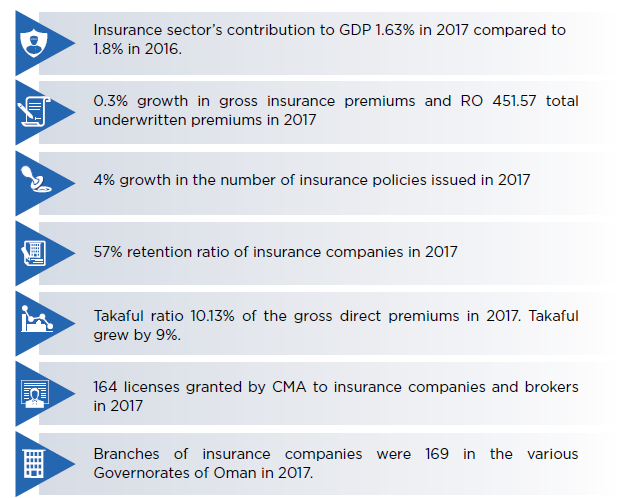 Insurance sector's contribution to GDP 1.63% in 2017 compared to
1.8% in 2016.
0.3% growth in gross insurance premiums and RO 451.57 total
underwritten premiums in 2017
4% growth in the number of insurance policies issued in 2017
57% retention ratio of insurance companies in 2017
Takaful ratio 10.13% of the gross direct premiums in 2017. Takaful
grew by 9%.
164 licenses granted by CMA to insurance companies and brokers
in 2017
Branches of insurance companies were 169 in the various
Governorates of Oman in 2017.